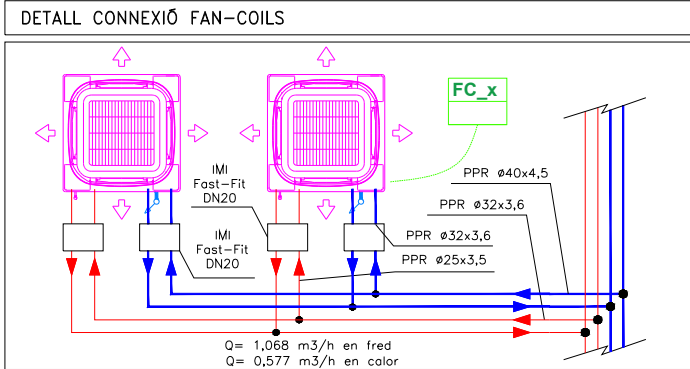 DETALL CONNEXIÓ FAN-COILS
FC_x
IMI
Fast-Fit
DN20
IMI
Fast-Fit
DN20
PPR ø40x4,5
PPR ø32x3,6
PPR ø32x3,6
PPR ø25x3,5
Q= 1,068 m3/h en fred
Q= 0,577 m3/h en calor